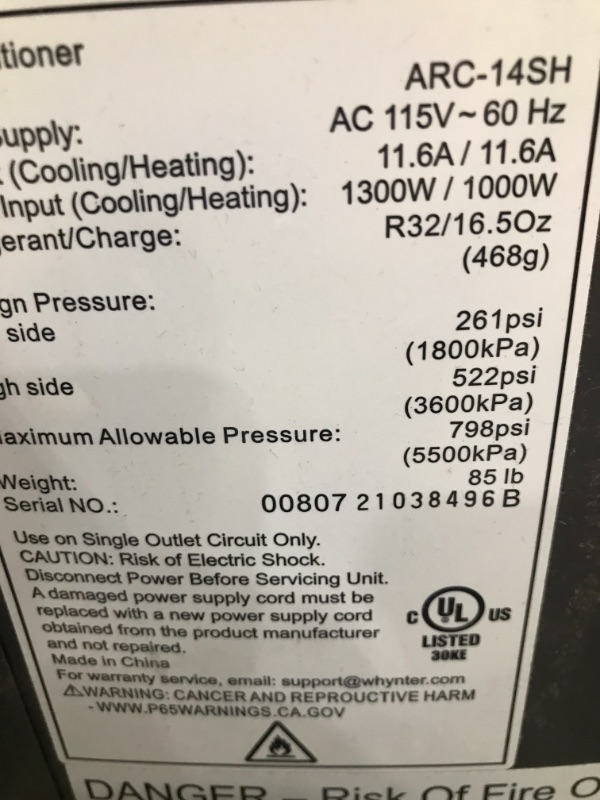 tioner
ARC-14SH
upply: AC 115V~60 Hz
(Cooling/Heating): 11.6A / 11.6A
Input (Cooling/Heating): 1300W / 1000W
erant/Charge: R32/16.5Oz
(468g)
gn Pressure:
side 261psi
(1800kPa)
gh side 522psi
(3600kPa)
aximum Allowable Pressure: 798psi
(5500kPa)
Weight: 85 lb
Serial NO.: 00807 21038496 B
Use on Single Outlet Circuit Only.
CAUTION: Risk of Electric Shock.
Disconnect Power Before Servicing Unit.
A damaged power supply cord must be
replaced with a new power supply cord
obtained from the product manufacturer
and not repaired.
Made in China
For warranty service, email: support@whynter.com
⚠WARNING: CANCER AND REPROUCTIVE HARM
- WWW.P65WARNINGS.CA.GOV
C UL US
LISTED
30KE
DANGER – Risk Of Fire O